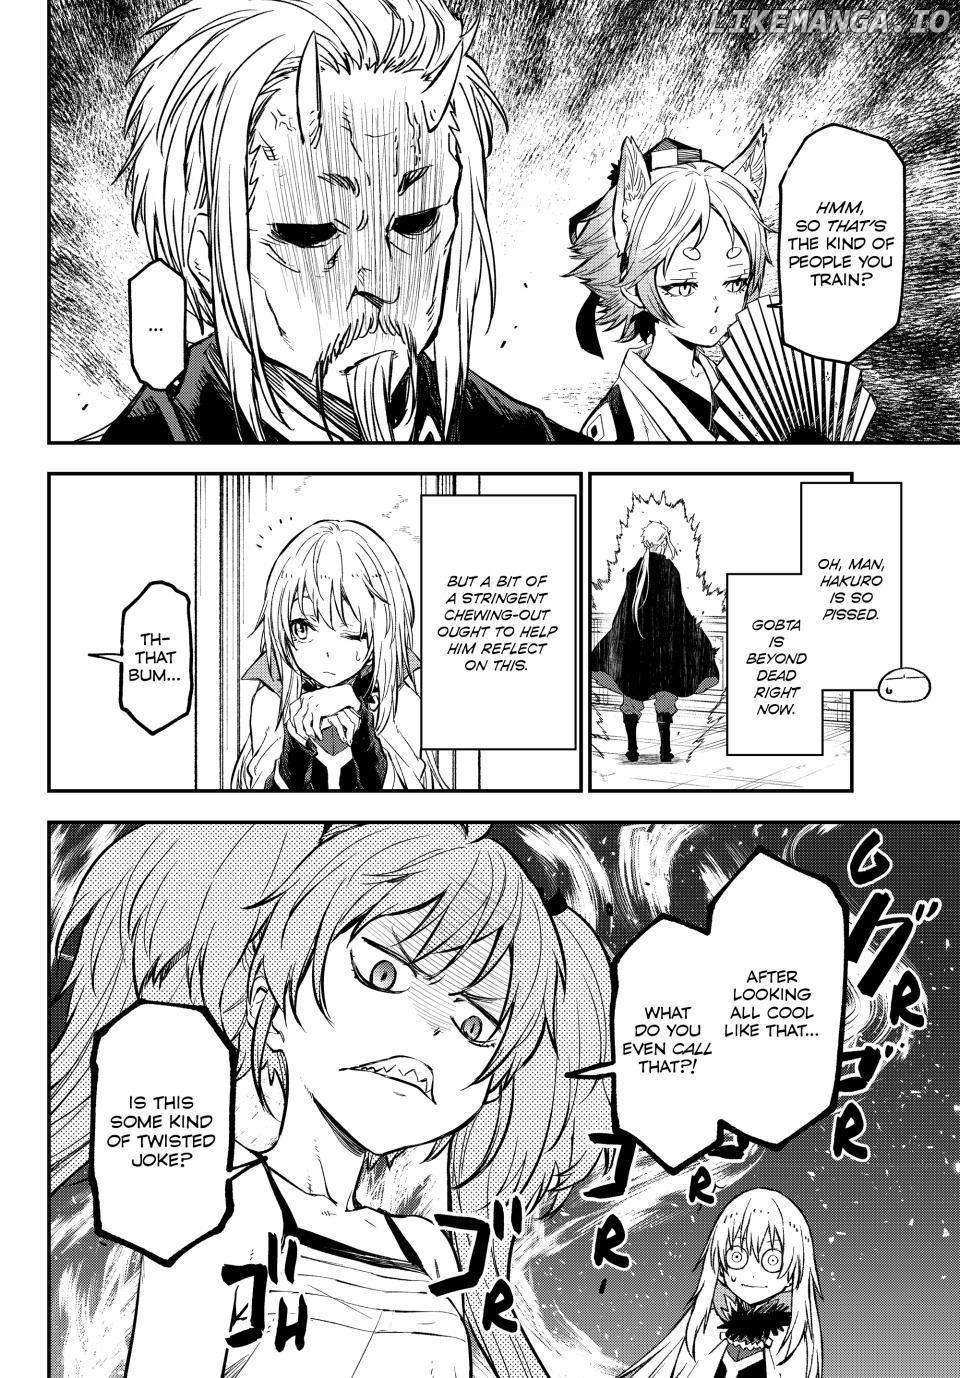 LIKEMANGA.IO
HMM,
SO THAT'S
THE KIND OF
PEOPLE YOU
TRAIN?
...
OH, MAN,
HAKURO
IS SO
PISSED.
GOBTA
IS
BEYOND
DEAD
RIGHT
NOW.
BUT A BIT OF
A STRINGENT
CHEWING-OUT
OUGHT TO HELP
HIM REFLECT
ON THIS.
TH-
THAT
BUM...
AFTER
LOOKING
ALL COOL
LIKE THAT...
WHAT
DO YOU
EVEN CALL
THAT?!
IS THIS
SOME KIND
OF TWISTED
JOKE?
ゴゴ
R
R
コ
R
コ
R
ゴ
R
ゴ
H